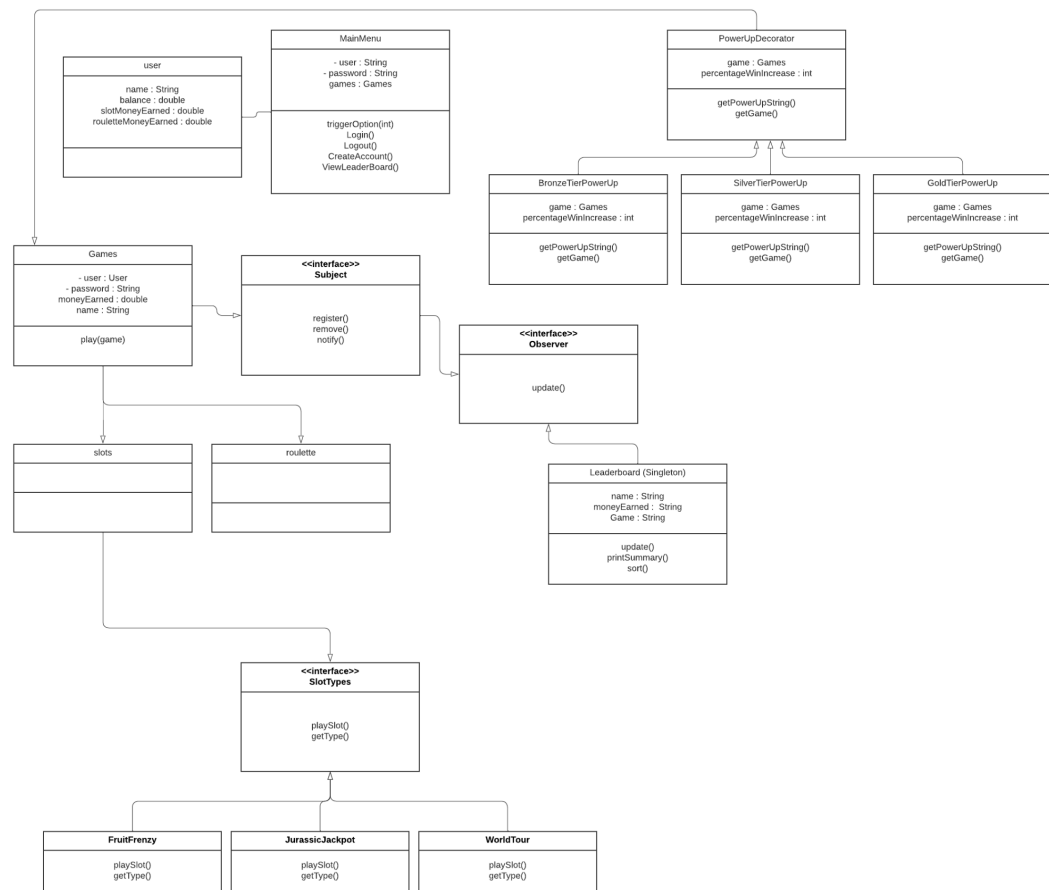 MainMenu
- user : String
- password : String
games : Games
triggerOption(int)
Login()
Logout()
CreateAccount()
ViewLeaderBoard()
PowerUpDecorator
game : Games
percentageWinIncrease : int
getPowerUpString()
getGame()
user
name : String
balance : double
slotMoneyEarned : double
rouletteMoneyEarned : double
BronzeTierPowerUp
game : Games
percentageWinIncrease : int
getPowerUpString()
getGame()
SilverTierPowerUp
game : Games
percentageWinIncrease : int
getPowerUpString()
getGame()
GoldTierPowerUp
game : Games
percentageWinIncrease : int
getPowerUpString()
getGame()
Games
- user : User
- password : String
moneyEarned : double
name : String
play(game)
<<interface>>
Subject
register()
remove()
notify()
<<interface>>
Observer
update()
slots
roulette
Leaderboard (Singleton)
name : String
moneyEarned : String
Game : String
update()
printSummary()
sort()
<<interface>>
SlotTypes
playSlot()
getType()
FruitFrenzy
playSlot()
getType()
JurassicJackpot
playSlot()
getType()
WorldTour
playSlot()
getType()